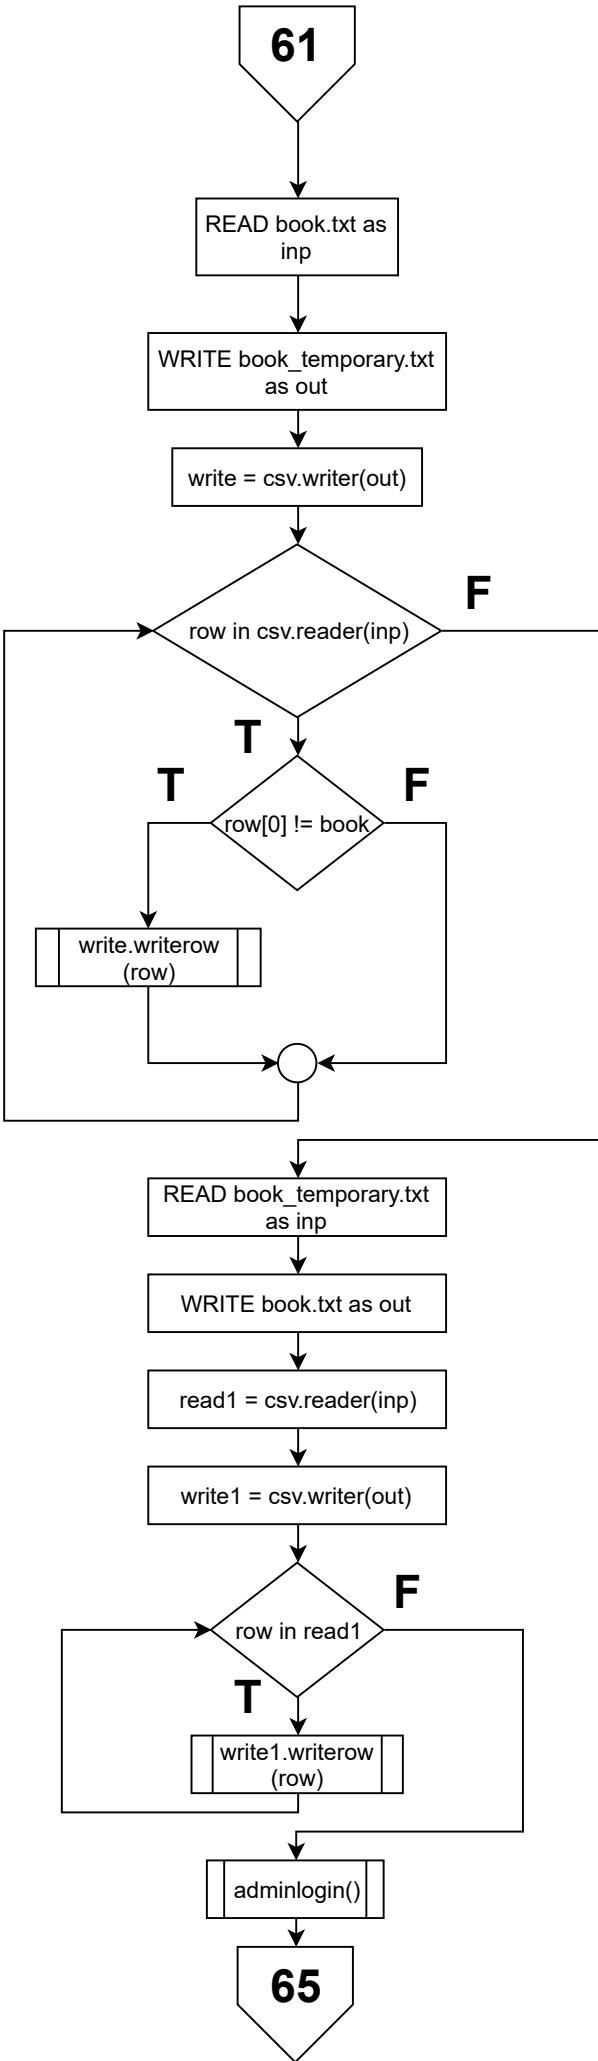 61
READ book.txt as
inp
WRITE book_temporary.txt
as out
write = csv.writer(out)
F
row in csv.reader(inp)
T
T
F
row[0] != book
write.writerow
(row)
READ book_temporary.txt
as inp
WRITE book.txt as out
read1 = csv.reader(inp)
write1 = csv.writer(out)
F
row in read1
T
write1.writerow
(row)
adminlogin()
65